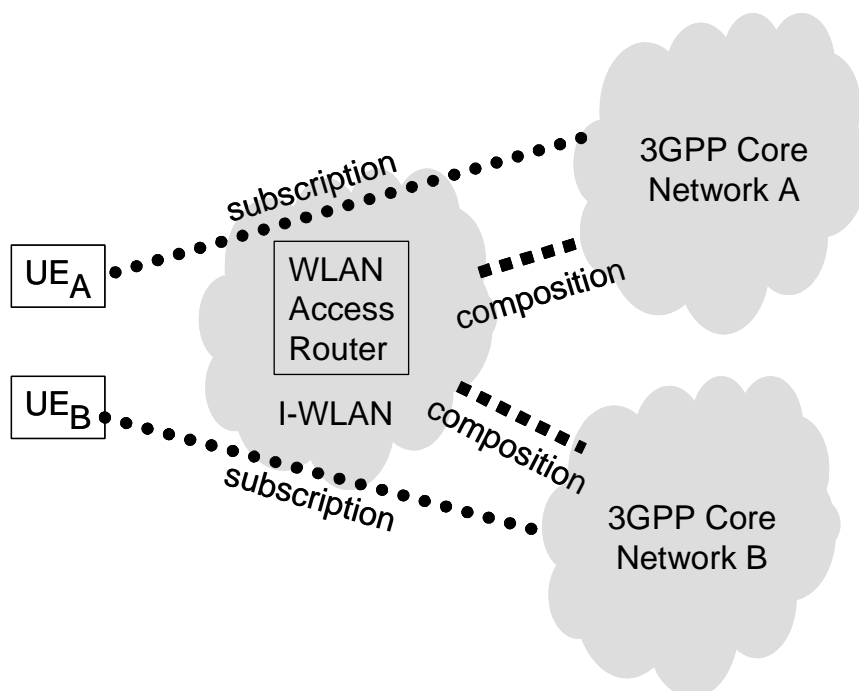 3GPP Core
Network A
subscription
UEA
WLAN
Access
Router
composition
UEB
I-WLAN
composition
subscription
3GPP Core
Network B